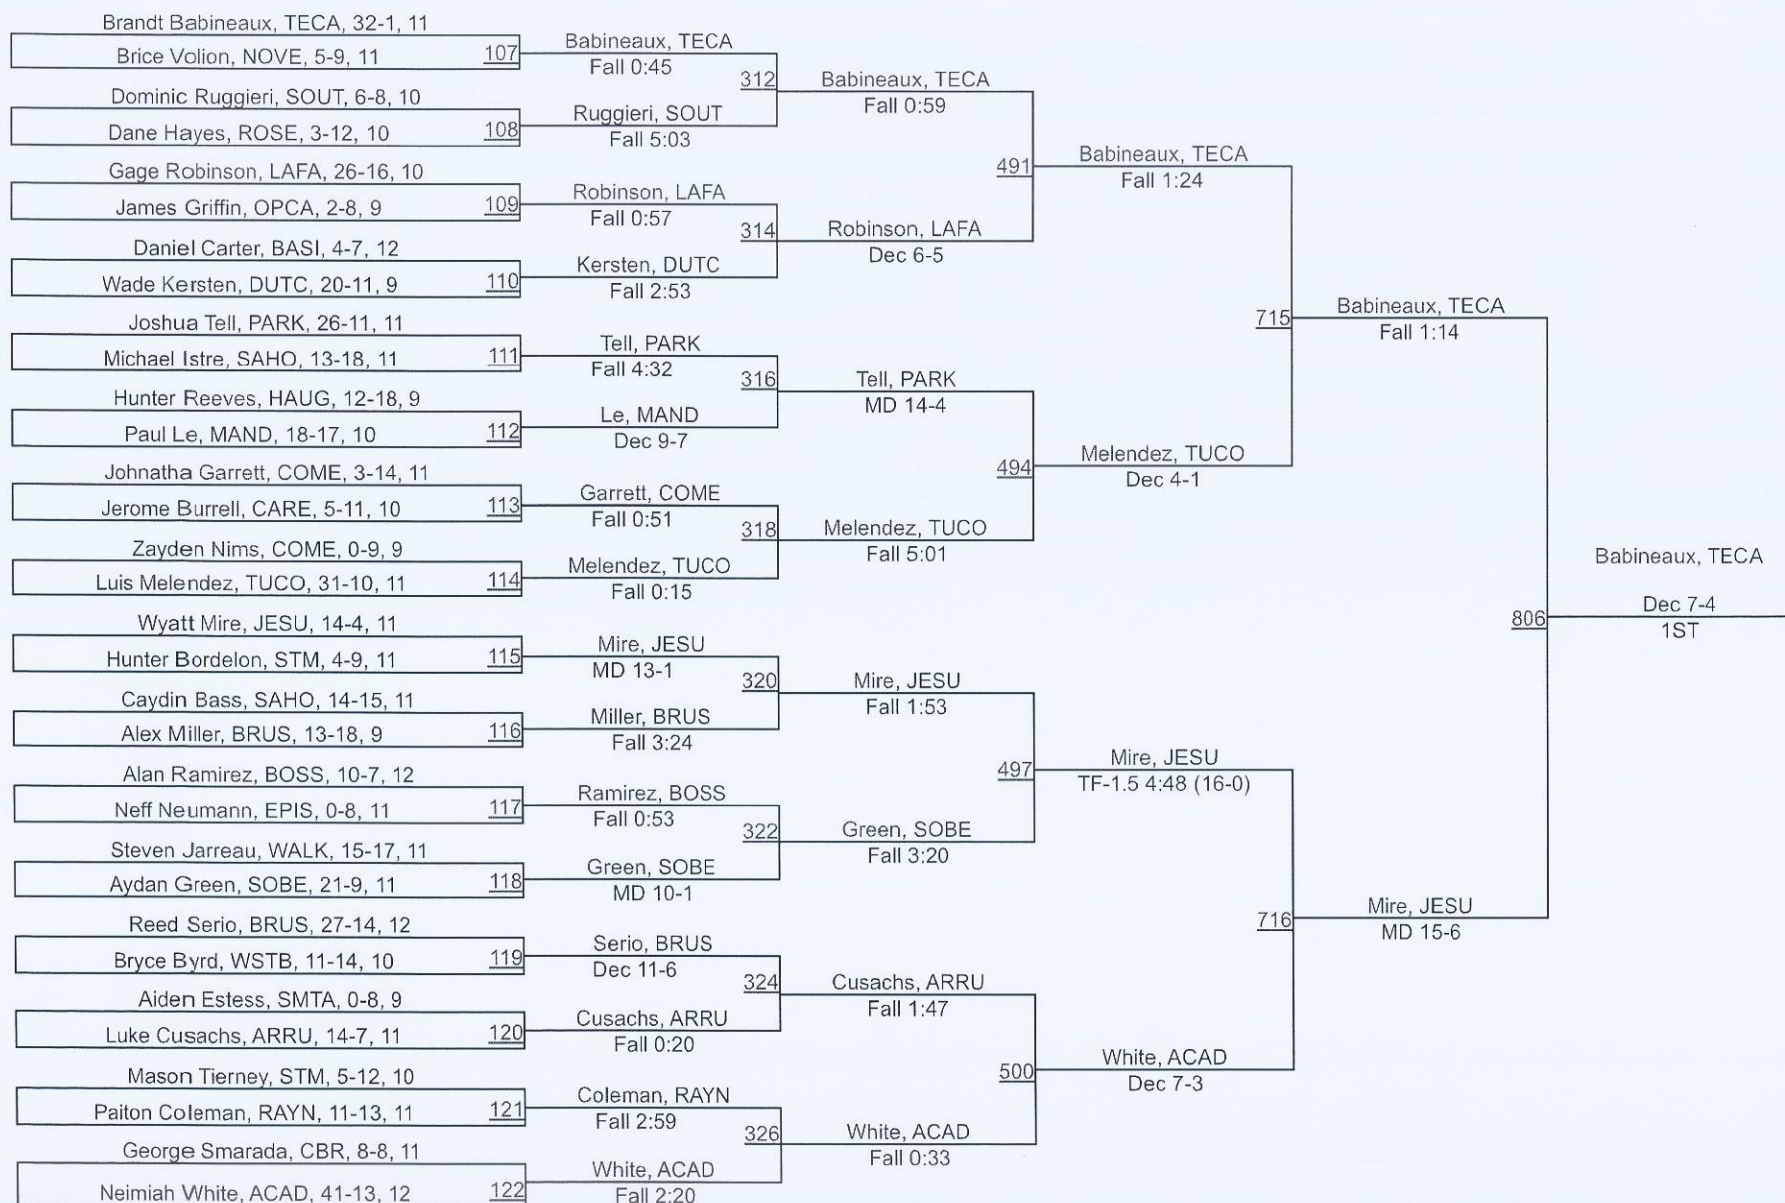 Brandt Babineaux, TECA, 32-1, 11
Brice Volion, NOVE, 5-9, 11
107
Dominic Ruggieri, SOUT, 6-8, 10
Dane Hayes, ROSE, 3-12, 10
108
Gage Robinson, LAFA, 26-16, 10
James Griffin, OPCA, 2-8, 9
109
Daniel Carter, BASI, 4-7, 12
Wade Kersten, DUTC, 20-11, 9
110
Joshua Tell, PARK, 26-11, 11
Michael Istre, SAHO, 13-18, 11
111
Hunter Reeves, HAUG, 12-18, 9
Paul Le, MAND, 18-17, 10
112
Johnatha Garrett, COME, 3-14, 11
Jerome Burrell, CARE, 5-11, 10
113
Zayden Nims, COME, 0-9, 9
Luis Melendez, TUCO, 31-10, 11
114
Wyatt Mire, JESU, 14-4, 11
Hunter Bordelon, STM, 4-9, 11
115
Caydin Bass, SAHO, 14-15, 11
Alex Miller, BRUS, 13-18, 9
116
Alan Ramirez, BOSS, 10-7, 12
Neff Neumann, EPIS, 0-8, 11
117
Steven Jarreau, WALK, 15-17, 11
Aydan Green, SOBE, 21-9, 11
118
Reed Serio, BRUS, 27-14, 12
Bryce Byrd, WSTB, 11-14, 10
119
Aiden Estess, SMTA, 0-8, 9
Luke Cusachs, ARRU, 14-7, 11
120
Mason Tierney, STM, 5-12, 10
Paiton Coleman, RAYN, 11-13, 11
121
George Smarada, CBR, 8-8, 11
Neimiah White, ACAD, 41-13, 12
122
Babineaux, TECA
Fall 0:45
312
Ruggieri, SOUT
Fall 5:03
Robinson, LAFA
Fall 0:57
314
Kersten, DUTC
Fall 2:53
Tell, PARK
Fall 4:32
316
Le, MAND
Dec 9-7
Garrett, COME
Fall 0:51
318
Melendez, TUCO
Fall 0:15
Mire, JESU
MD 13-1
320
Miller, BRUS
Fall 3:24
Ramirez, BOSS
Fall 0:53
322
Green, SOBE
MD 10-1
Serio, BRUS
Dec 11-6
324
Cusachs, ARRU
Fall 0:20
Coleman, RAYN
Fall 2:59
326
White, ACAD
Fall 2:20
Babineaux, TECA
Fall 0:59
491
Robinson, LAFA
Dec 6-5
Tell, PARK
MD 14-4
494
Melendez, TUCO
Fall 5:01
Mire, JESU
Fall 1:53
497
Green, SOBE
Fall 3:20
Cusachs, ARRU
Fall 1:47
500
White, ACAD
Fall 0:33
Babineaux, TECA
Fall 1:24
715
Melendez, TUCO
Dec 4-1
Mire, JESU
TF-1.5 4:48 (16-0)
716
White, ACAD
Dec 7-3
Babineaux, TECA
Fall 1:14
806
Mire, JESU
MD 15-6
Babineaux, TECA
Dec 7-4
1ST